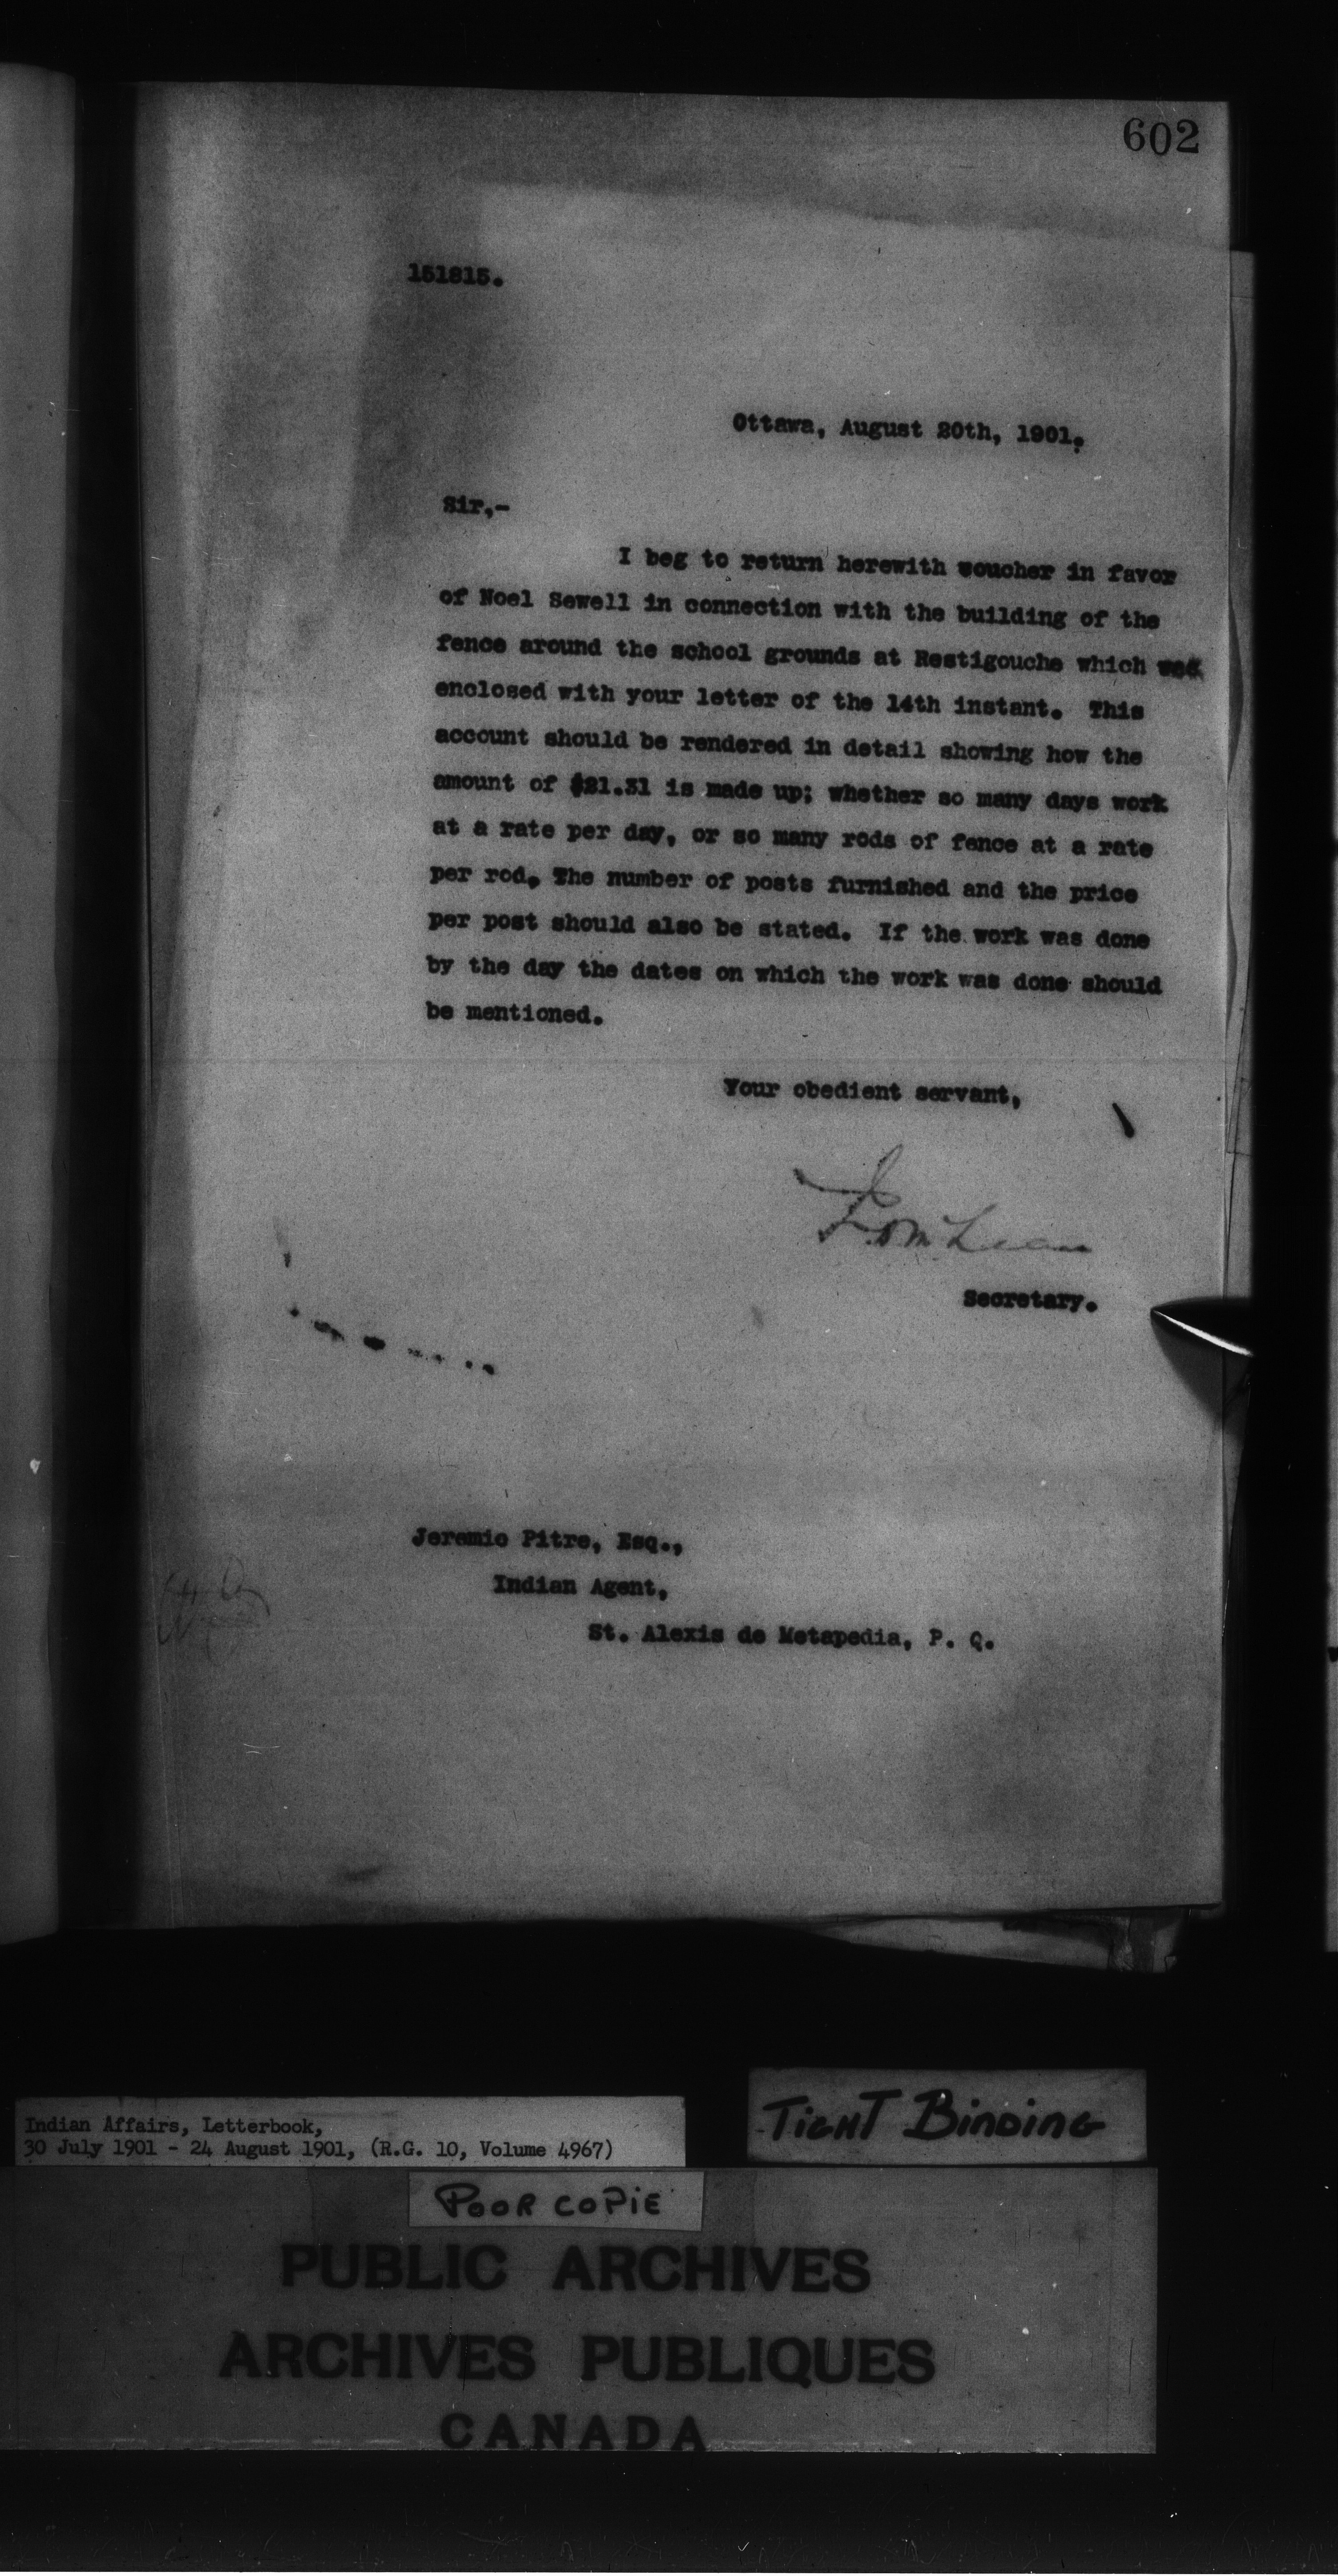 602
151815.
Ottawa, August 20th, 1901.
Sir,-
I beg to return herewith voucher in favor
of Noel Sewell in connection with the building of the
fence around the school grounds at Restigouche which was
enclosed with your letter of the 14th instant. This
account should be rendered in detail showing how the
amount of $21.31 is made up; whether so many days work
at a rate per day, or so many rods of fence at a rate
per rod. The number of posts furnished and the price
per post should also be stated. If the work was done
by the day the dates on which the work was done should
be mentioned.
Your obedient servant,
Secretary.
Jeremie Pitre, Esq.,
Indian Agent,
St. Alexis de Metapedia, P. Q.
Indian Affairs, Letterbook,
30 July 1901 - 24 August 1901, (R.G. 10, Volume 4967)
TIGHT BINDING
POOR COPIE
PUBLIC ARCHIVES
ARCHIVES PUBLIQUES
CANADA